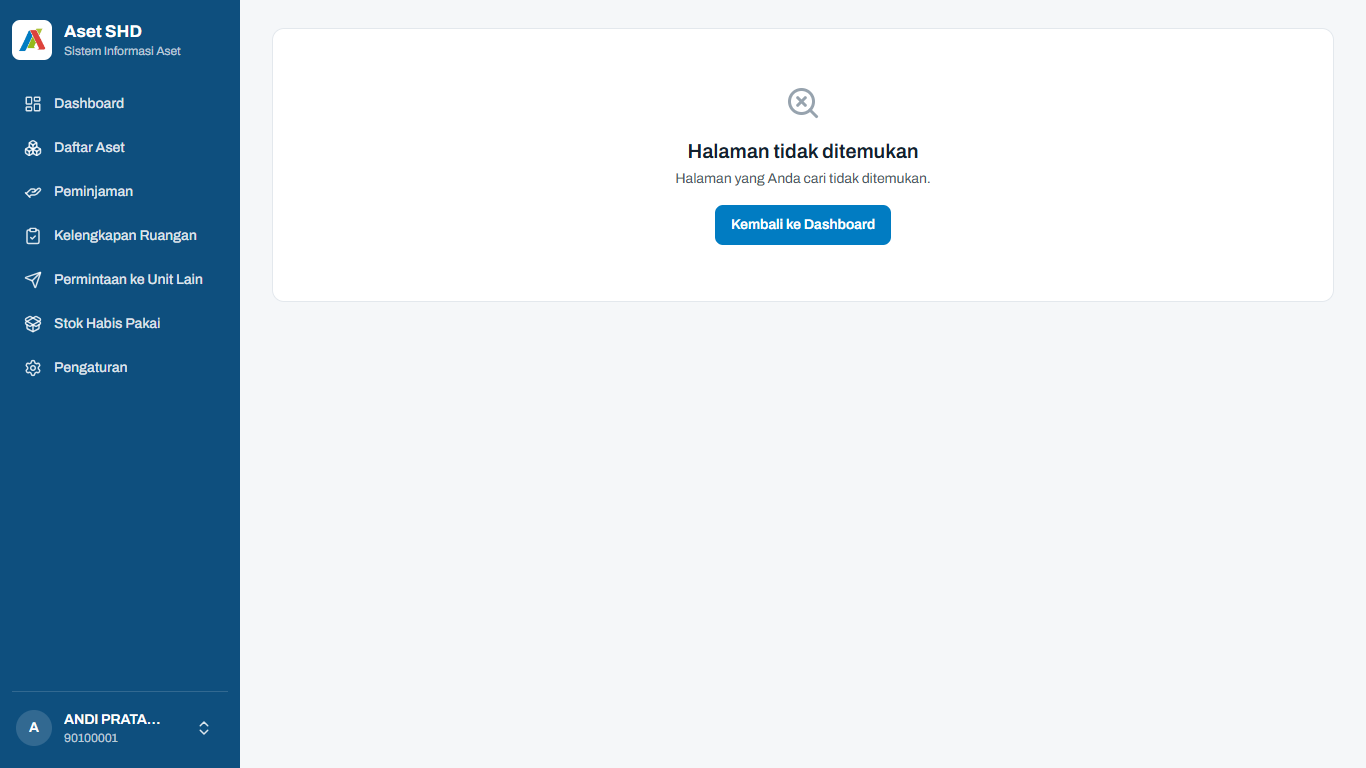 Aset SHD
Sistem Informasi Aset
Dashboard
Daftar Aset
Peminjaman
Kelengkapan Ruangan
Permintaan ke Unit Lain
Stok Habis Pakai
Pengaturan
A
ANDI PRATA...
90100001
Halaman tidak ditemukan
Halaman yang Anda cari tidak ditemukan.
Kembali ke Dashboard